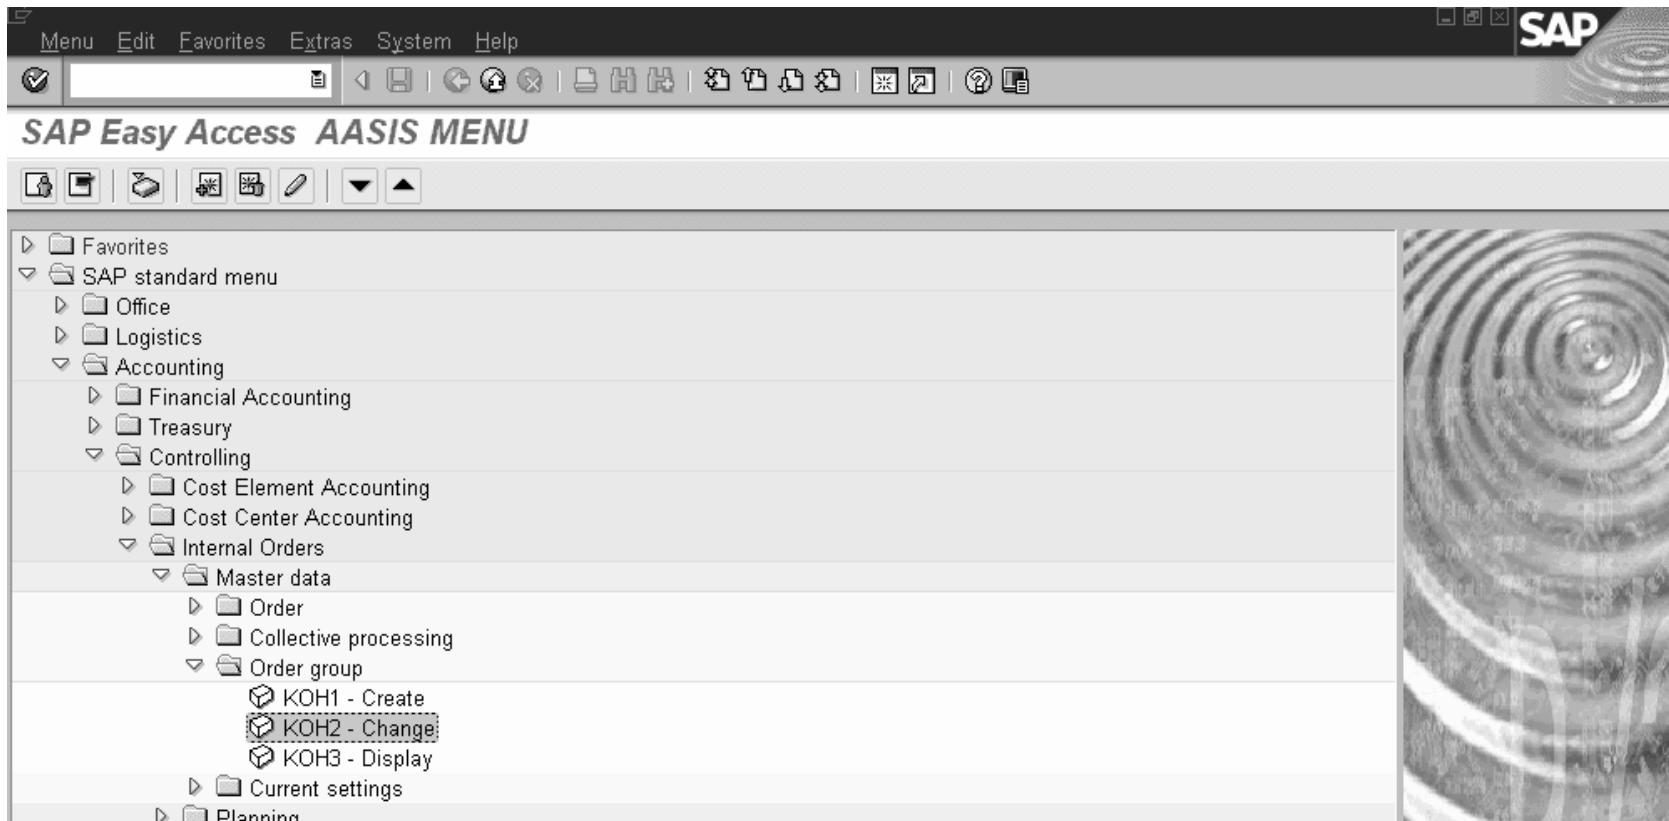 SAP
Menu Edit Favorites Extras System Help
SAP Easy Access AASIS MENU
Favorites
SAP standard menu
Office
Logistics
Accounting
Financial Accounting
Treasury
Controlling
Cost Element Accounting
Cost Center Accounting
Internal Orders
Master data
Order
Collective processing
Order group
KOH1 - Create
KOH2 - Change
KOH3 - Display
Current settings
Planning